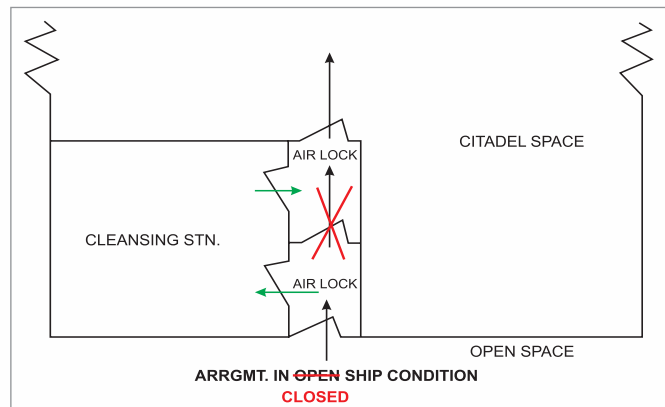 AIR LOCK
CITADEL SPACE
CLEANSING STN.
AIR LOCK
OPEN SPACE
ARRGMT. IN OPEN SHIP CONDITION
CLOSED